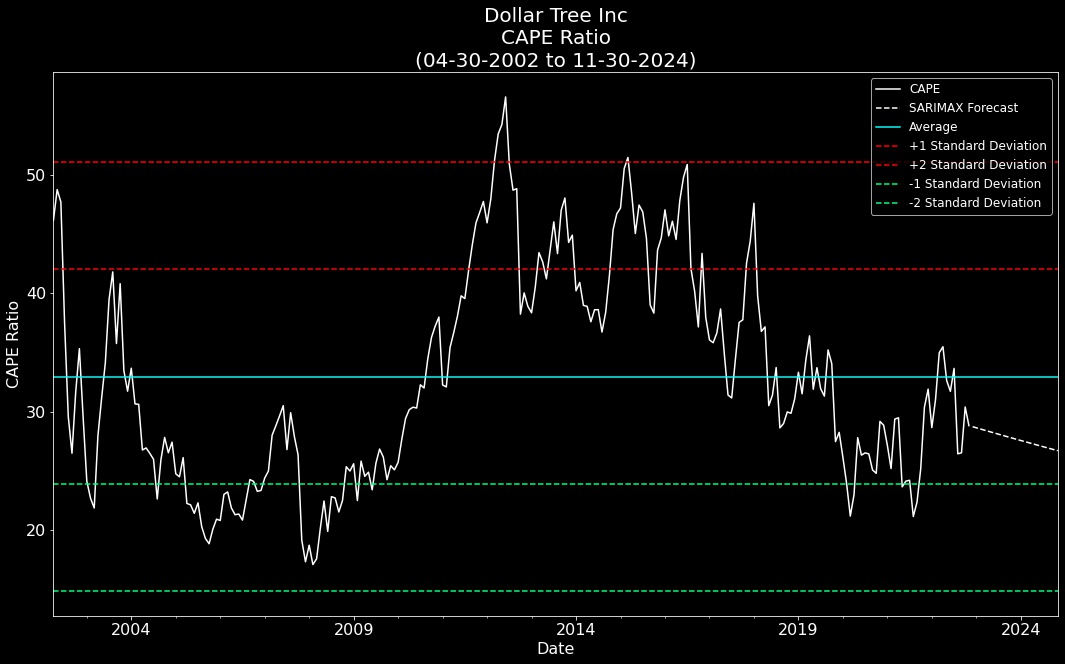 Dollar Tree Inc
CAPE Ratio
(04-30-2002 to 11-30-2024)
CAPE
SARIMAX Forecast
Average
+1 Standard Deviation
+2 Standard Deviation
-1 Standard Deviation
-2 Standard Deviation
50
40
30
20
CAPE Ratio
2004
2009
2014
2019
2024
Date